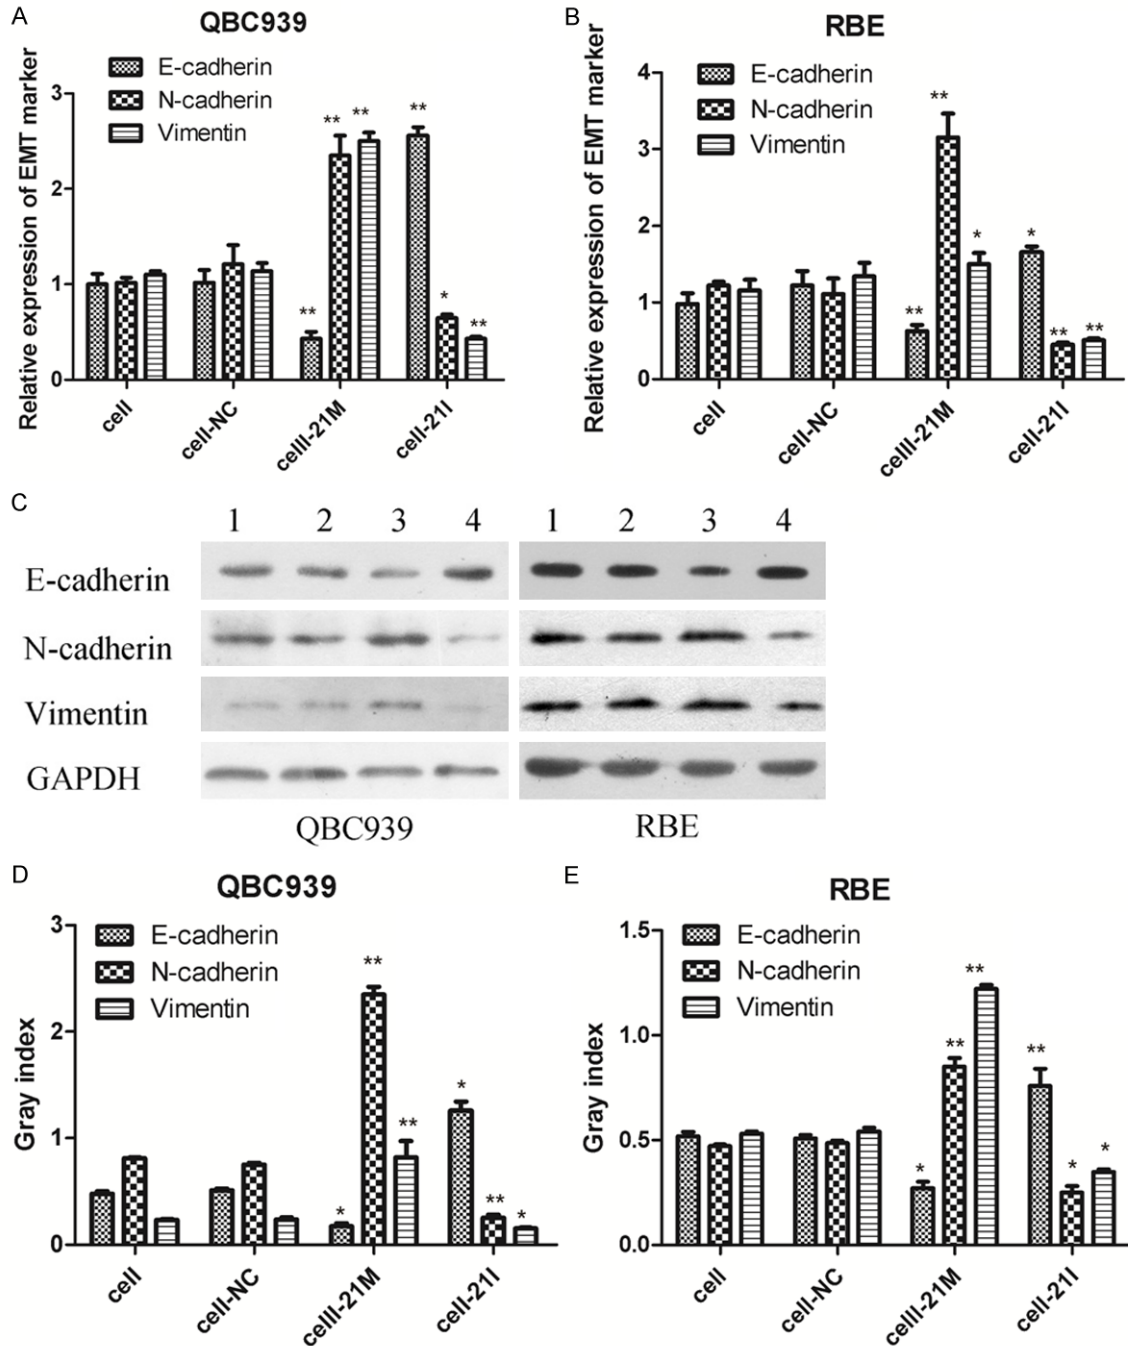 A
QBC939
E-cadherin
N-cadherin
Vimentin
Relative expression of EMT marker
3
2
1
0
** ** ** ** * **
cell
cell-NC
cellI-21M
cell-21I
B
RBE
E-cadherin
N-cadherin
Vimentin
Relative expression of EMT marker
4
3
2
1
0
** ** * * ** **
cell
cell-NC
cellI-21M
cell-21I
C
1 2 3 4 1 2 3 4
E-cadherin
N-cadherin
Vimentin
GAPDH
QBC939 RBE
D
QBC939
E-cadherin
N-cadherin
Vimentin
Gray index
3
2
1
0
* ** ** * ** *
cell
cell-NC
cellI-21M
cell-21I
E
RBE
E-cadherin
N-cadherin
Vimentin
Gray index
1.5
1.0
0.5
0.0
* ** ** ** * *
cell
cell-NC
cellI-21M
cell-21I